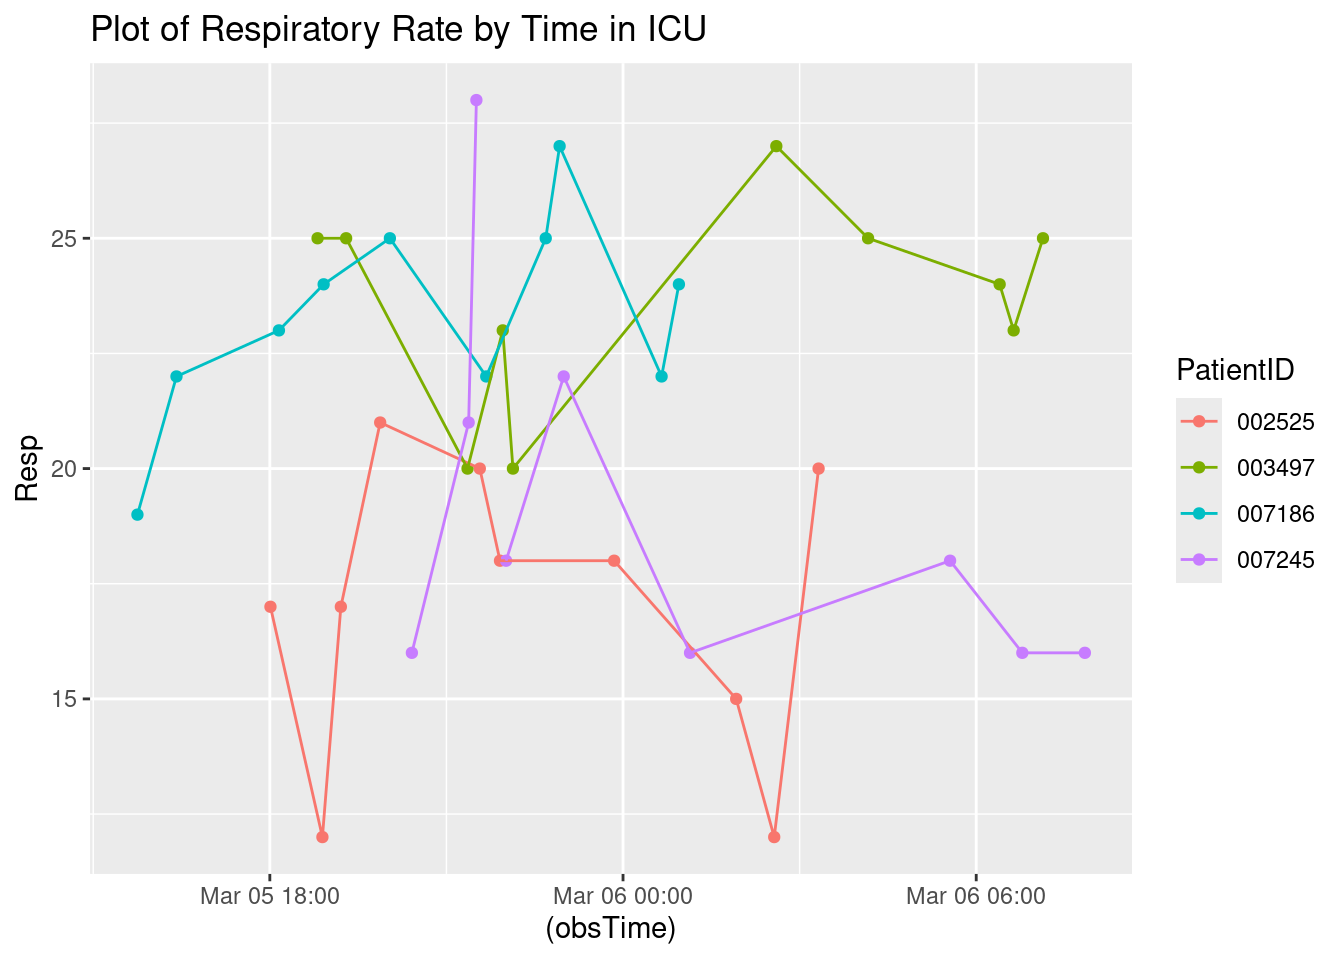 Plot of Respiratory Rate by Time in ICU
Resp
25
20
15
Mar 05 18:00
Mar 06 00:00
Mar 06 06:00
(obsTime)
PatientID
002525
003497
007186
007245